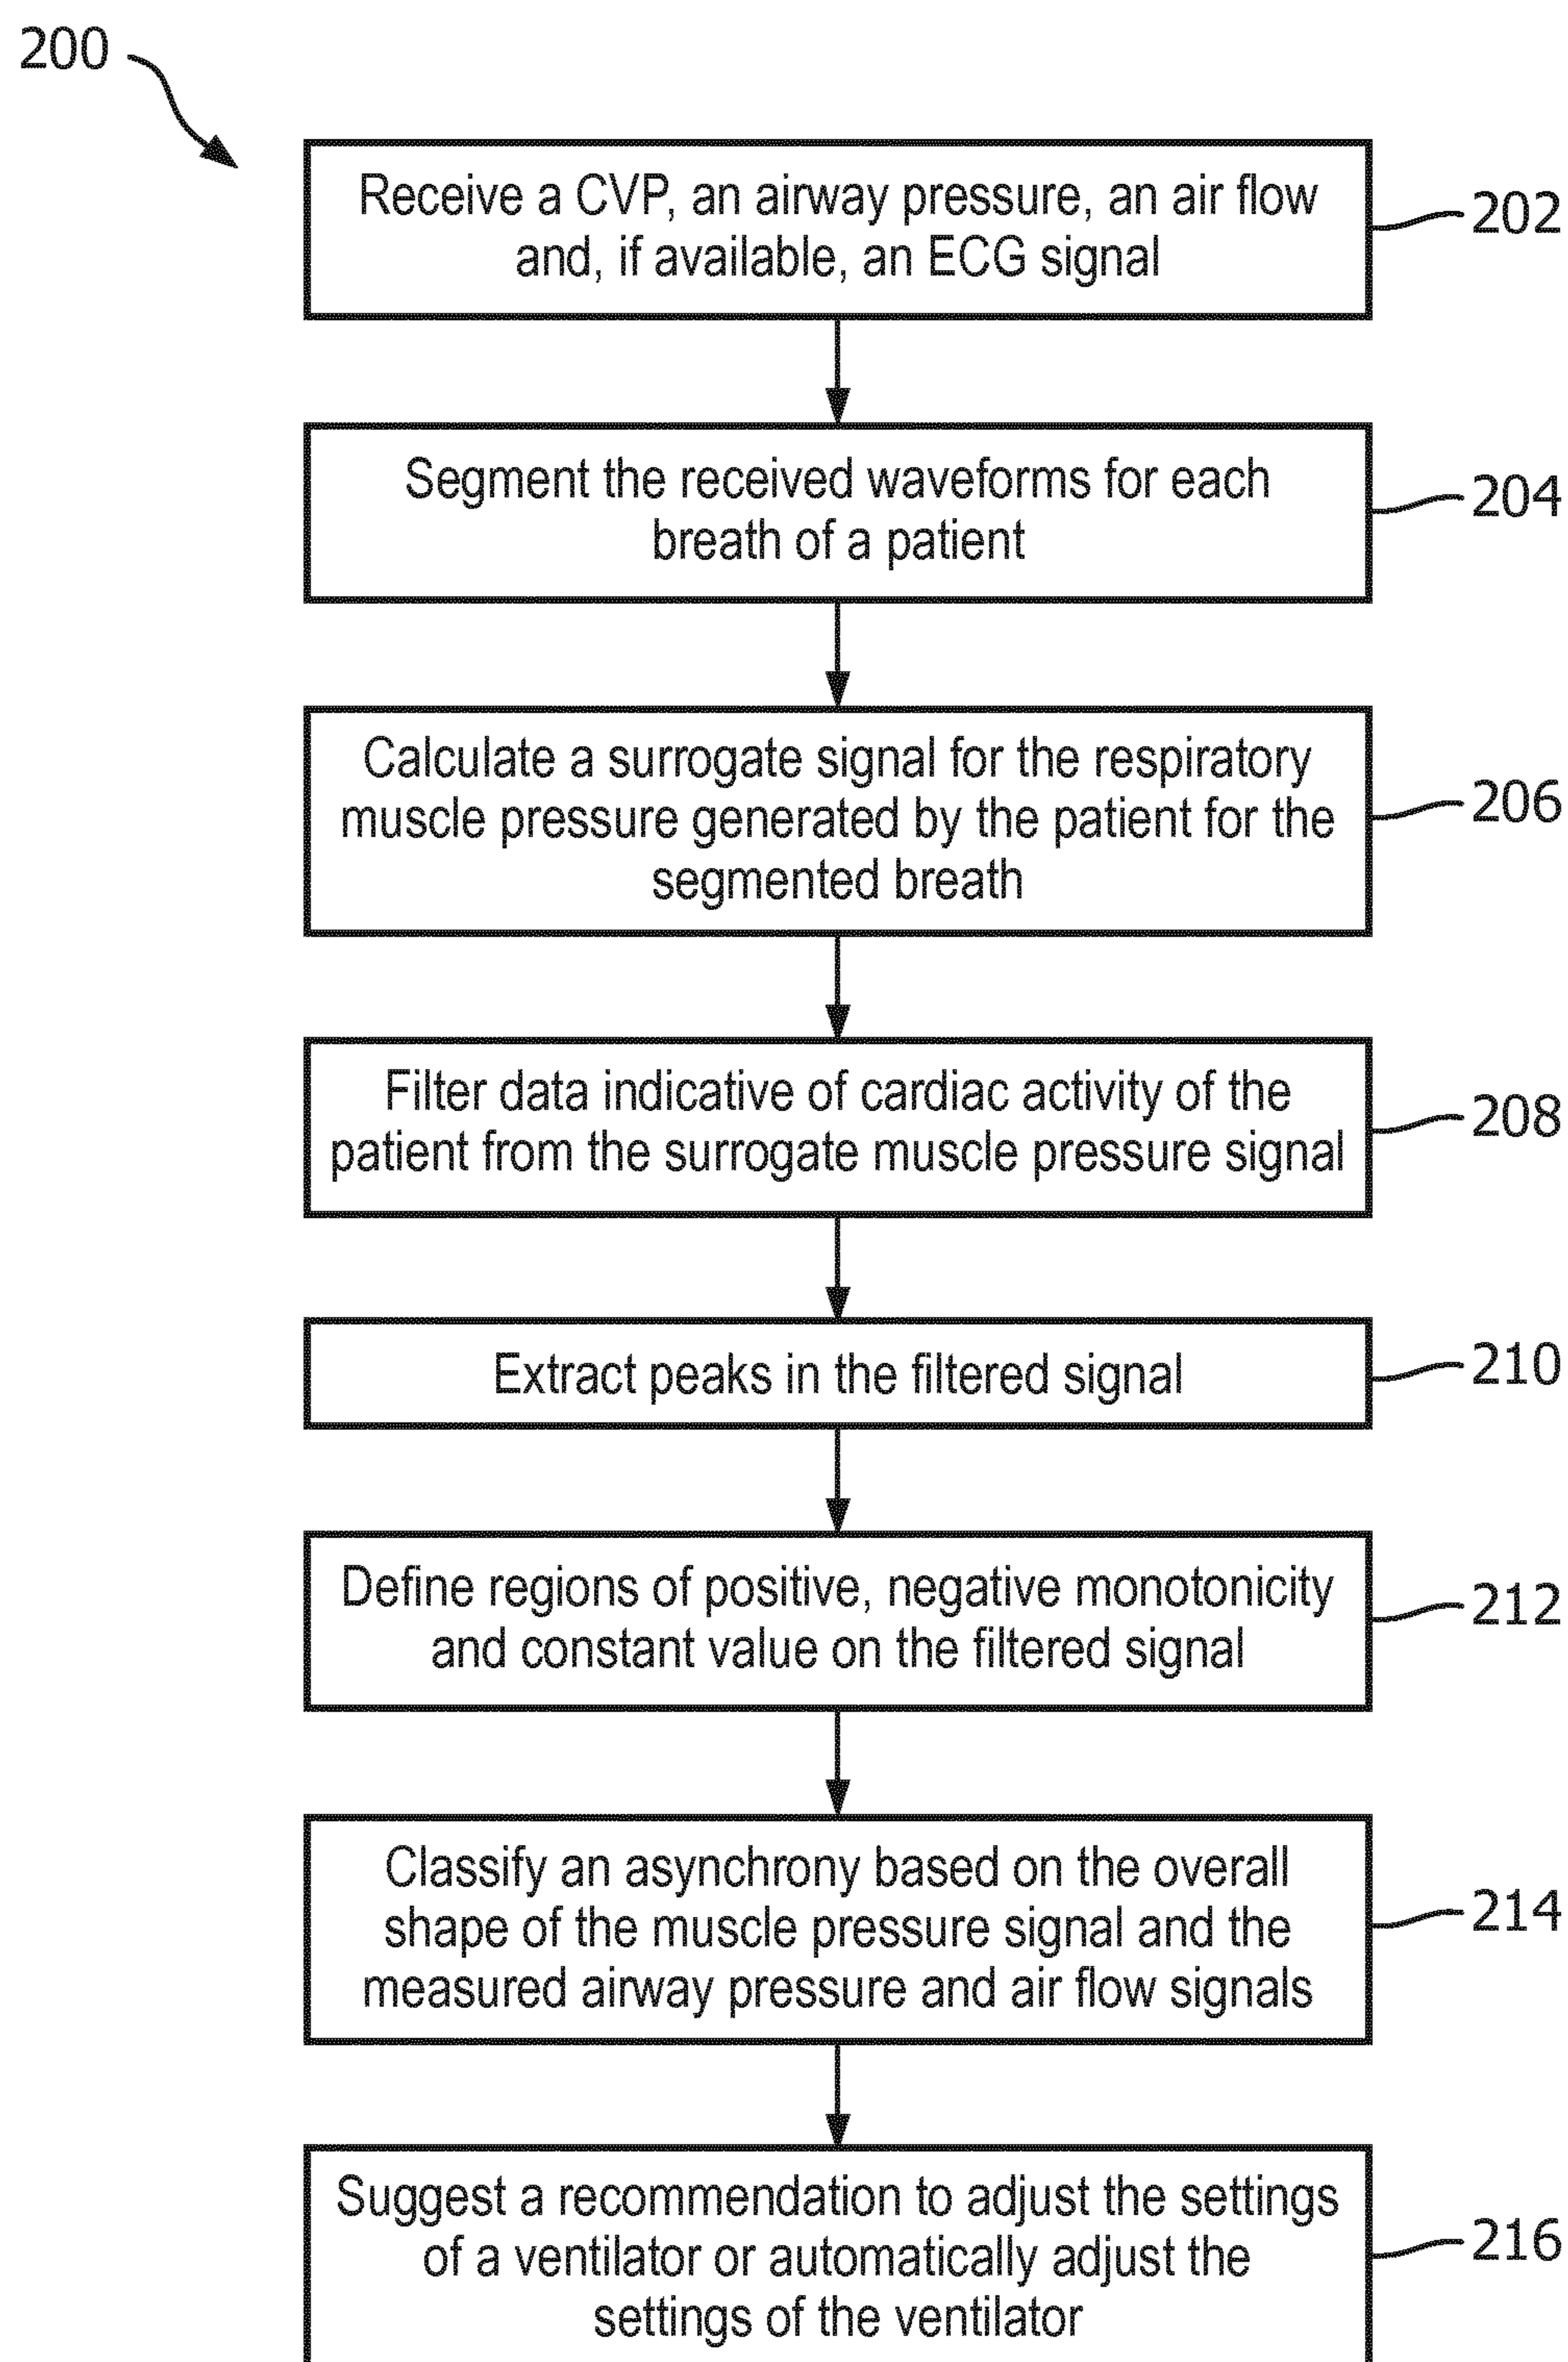 200
Receive a CVP, an airway pressure, an air flow
and, if available, an ECG signal
202
Segment the received waveforms for each
breath of a patient
204
Calculate a surrogate signal for the respiratory
muscle pressure generated by the patient for the
segmented breath
206
Filter data indicative of cardiac activity of the
patient from the surrogate muscle pressure signal
208
Extract peaks in the filtered signal
210
Define regions of positive, negative monotonicity
and constant value on the filtered signal
212
Classify an asynchrony based on the overall
shape of the muscle pressure signal and the
measured airway pressure and air flow signals
214
Suggest a recommendation to adjust the settings
of a ventilator or automatically adjust the
settings of the ventilator
216